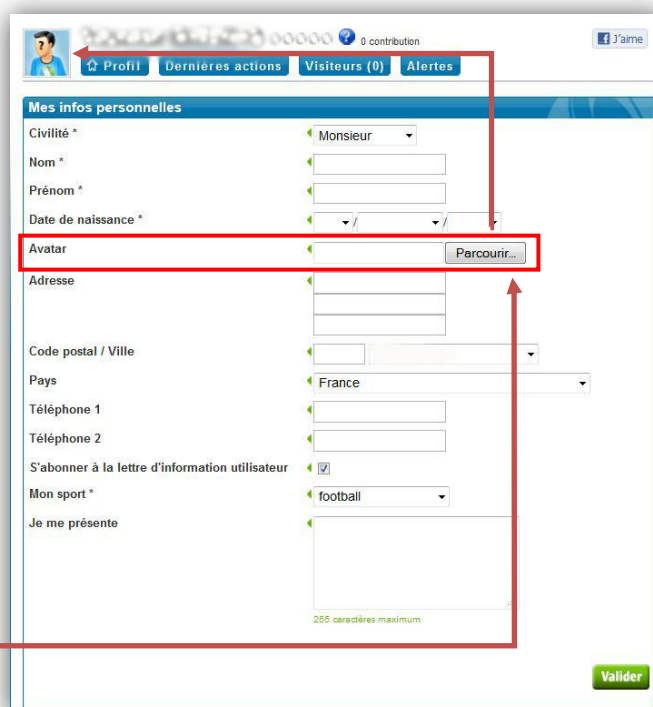 ? 0 contribution
J'aime
Profil Dernières actions Visiteurs (0) Alertes
Mes infos personnelles
Civilité * Monsieur
Nom *
Prénom *
Date de naissance * / /
Avatar Parcourir...
Adresse
Code postal / Ville
Pays France
Téléphone 1
Téléphone 2
S'abonner à la lettre d'information utilisateur
Mon sport * football
Je me présente
255 caractères maximum
Valider